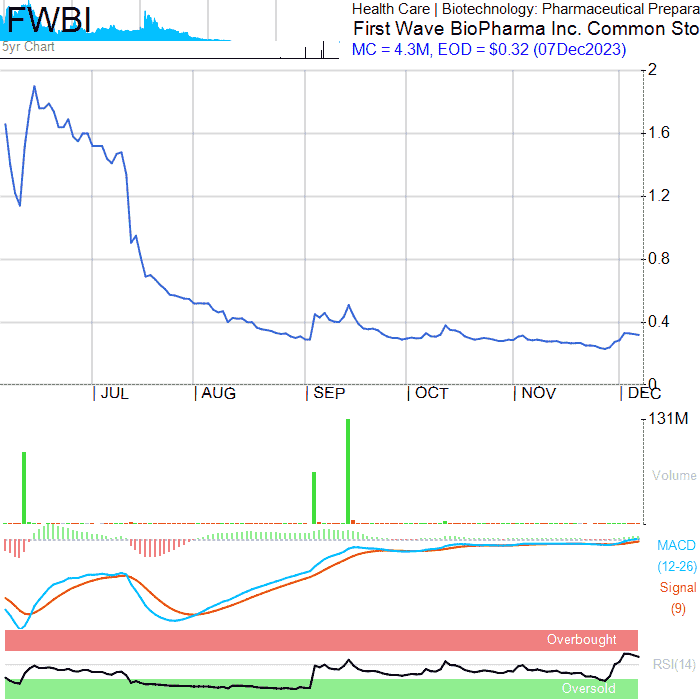 FWBI
Health Care | Biotechnology: Pharmaceutical Prepara
First Wave BioPharma Inc. Common Sto
5yr Chart
MC = 4.3M, EOD = $0.32 (07Dec2023)
2
1.6
1.2
0.8
0.4
0
JUL
AUG
SEP
OCT
NOV
DEC
131M
Volume
MACD
(12-26)
Signal
(9)
Overbought
RSI(14)
Oversold